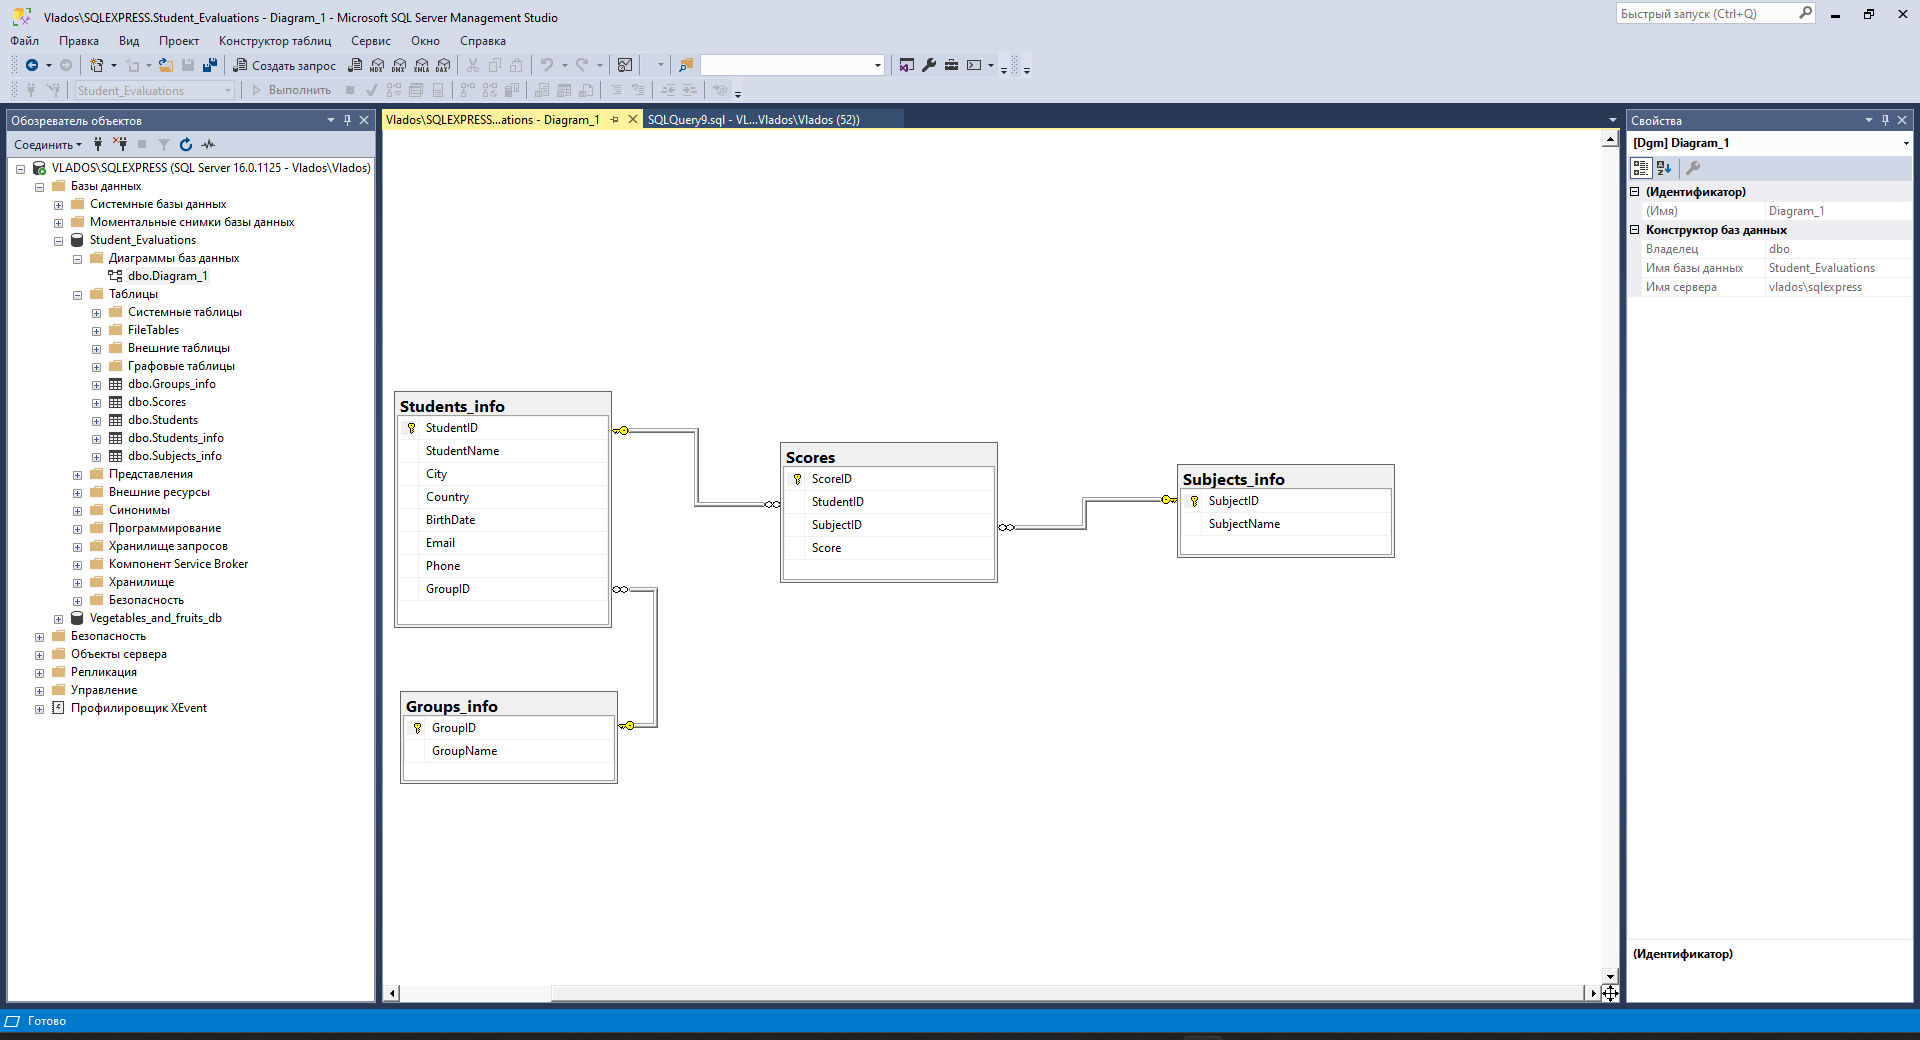 Vlados\SQLEXPRESS.Student_Evaluations - Diagram_1 - Microsoft SQL Server Management Studio
Быстрый запуск (Ctrl+Q)
Файл Правка Вид Проект Конструктор таблиц Сервис Окно Справка
Создать запрос MDX DMX XMLA DAX
Student_Evaluations Выполнить
Обозреватель объектов
Соединить
VLADOS\SQLEXPRESS (SQL Server 16.0.1125 - Vlados\Vlados)
Базы данных
Системные базы данных
Моментальные снимки базы данных
Student_Evaluations
Диаграммы баз данных
dbo.Diagram_1
Таблицы
Системные таблицы
FileTables
Внешние таблицы
Графовые таблицы
dbo.Groups_info
dbo.Scores
dbo.Students
dbo.Students_info
dbo.Subjects_info
Представления
Внешние ресурсы
Синонимы
Программирование
Хранилище запросов
Компонент Service Broker
Хранилище
Безопасность
Vegetables_and_fruits_db
Безопасность
Объекты сервера
Репликация
Управление
Профилировщик XEvent
Vlados\SQLEXPRESS...ations - Diagram_1
SQLQuery9.sql - VL...Vlados\Vlados (52))
Students_info
StudentID
StudentName
City
Country
BirthDate
Email
Phone
GroupID
Groups_info
GroupID
GroupName
Scores
ScoreID
StudentID
SubjectID
Score
Subjects_info
SubjectID
SubjectName
Свойства
[Dgm] Diagram_1
(Идентификатор)
(Имя) Diagram_1
Конструктор баз данных
Владелец dbo
Имя базы данных Student_Evaluations
Имя сервера vlados\sqlexpress
(Идентификатор)
Готово